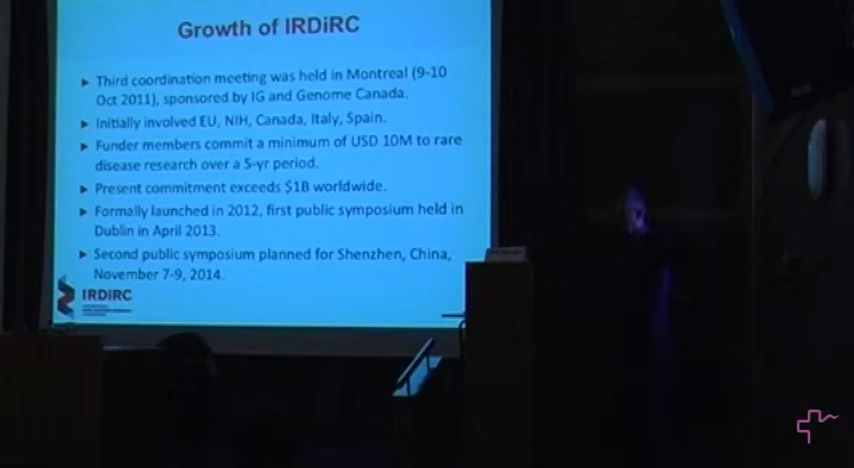 Growth of IRDiRC
▸ Third coordination meeting was held in Montreal (9-10
Oct 2011), sponsored by IG and Genome Canada.
▸ Initially involved EU, NIH, Canada, Italy, Spain.
▸ Funder members commit a minimum of USD 10M to rare
disease research over a 5-yr period.
▸ Present commitment exceeds $1B worldwide.
▸ Formally launched in 2012, first public symposium held in
Dublin in April 2013.
▸ Second public symposium planned for Shenzhen, China,
November 7-9, 2014.
IRDiRC